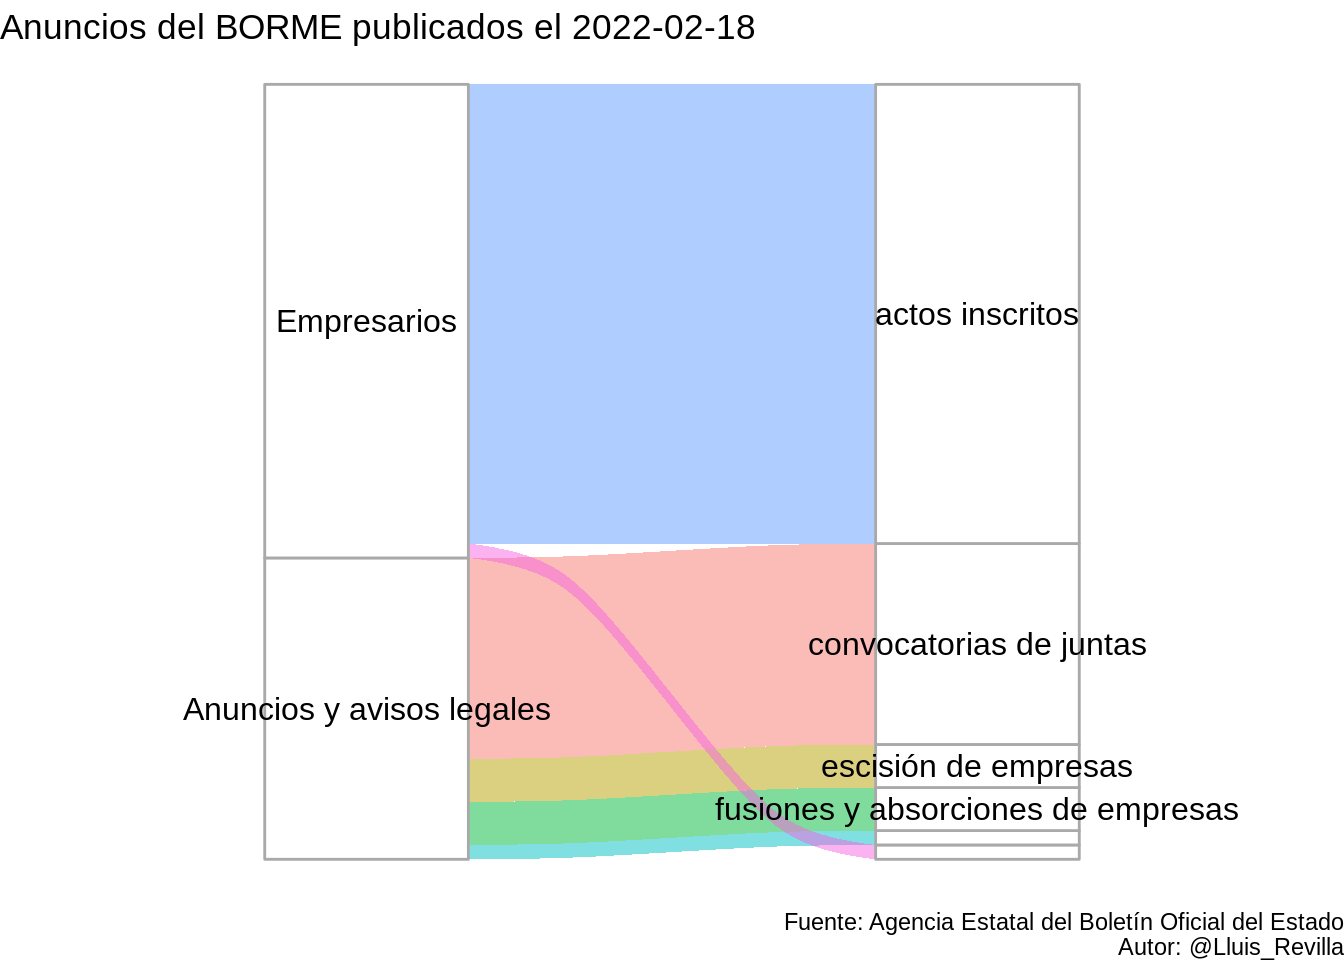 Anuncios del BORME publicados el 2022-02-18
Empresarios
actos inscritos
convocatorias de juntas
Anuncios y avisos legales
escisión de empresas
fusiones y absorciones de empresas
Fuente: Agencia Estatal del Boletín Oficial del Estado
Autor: @Lluis_Revilla